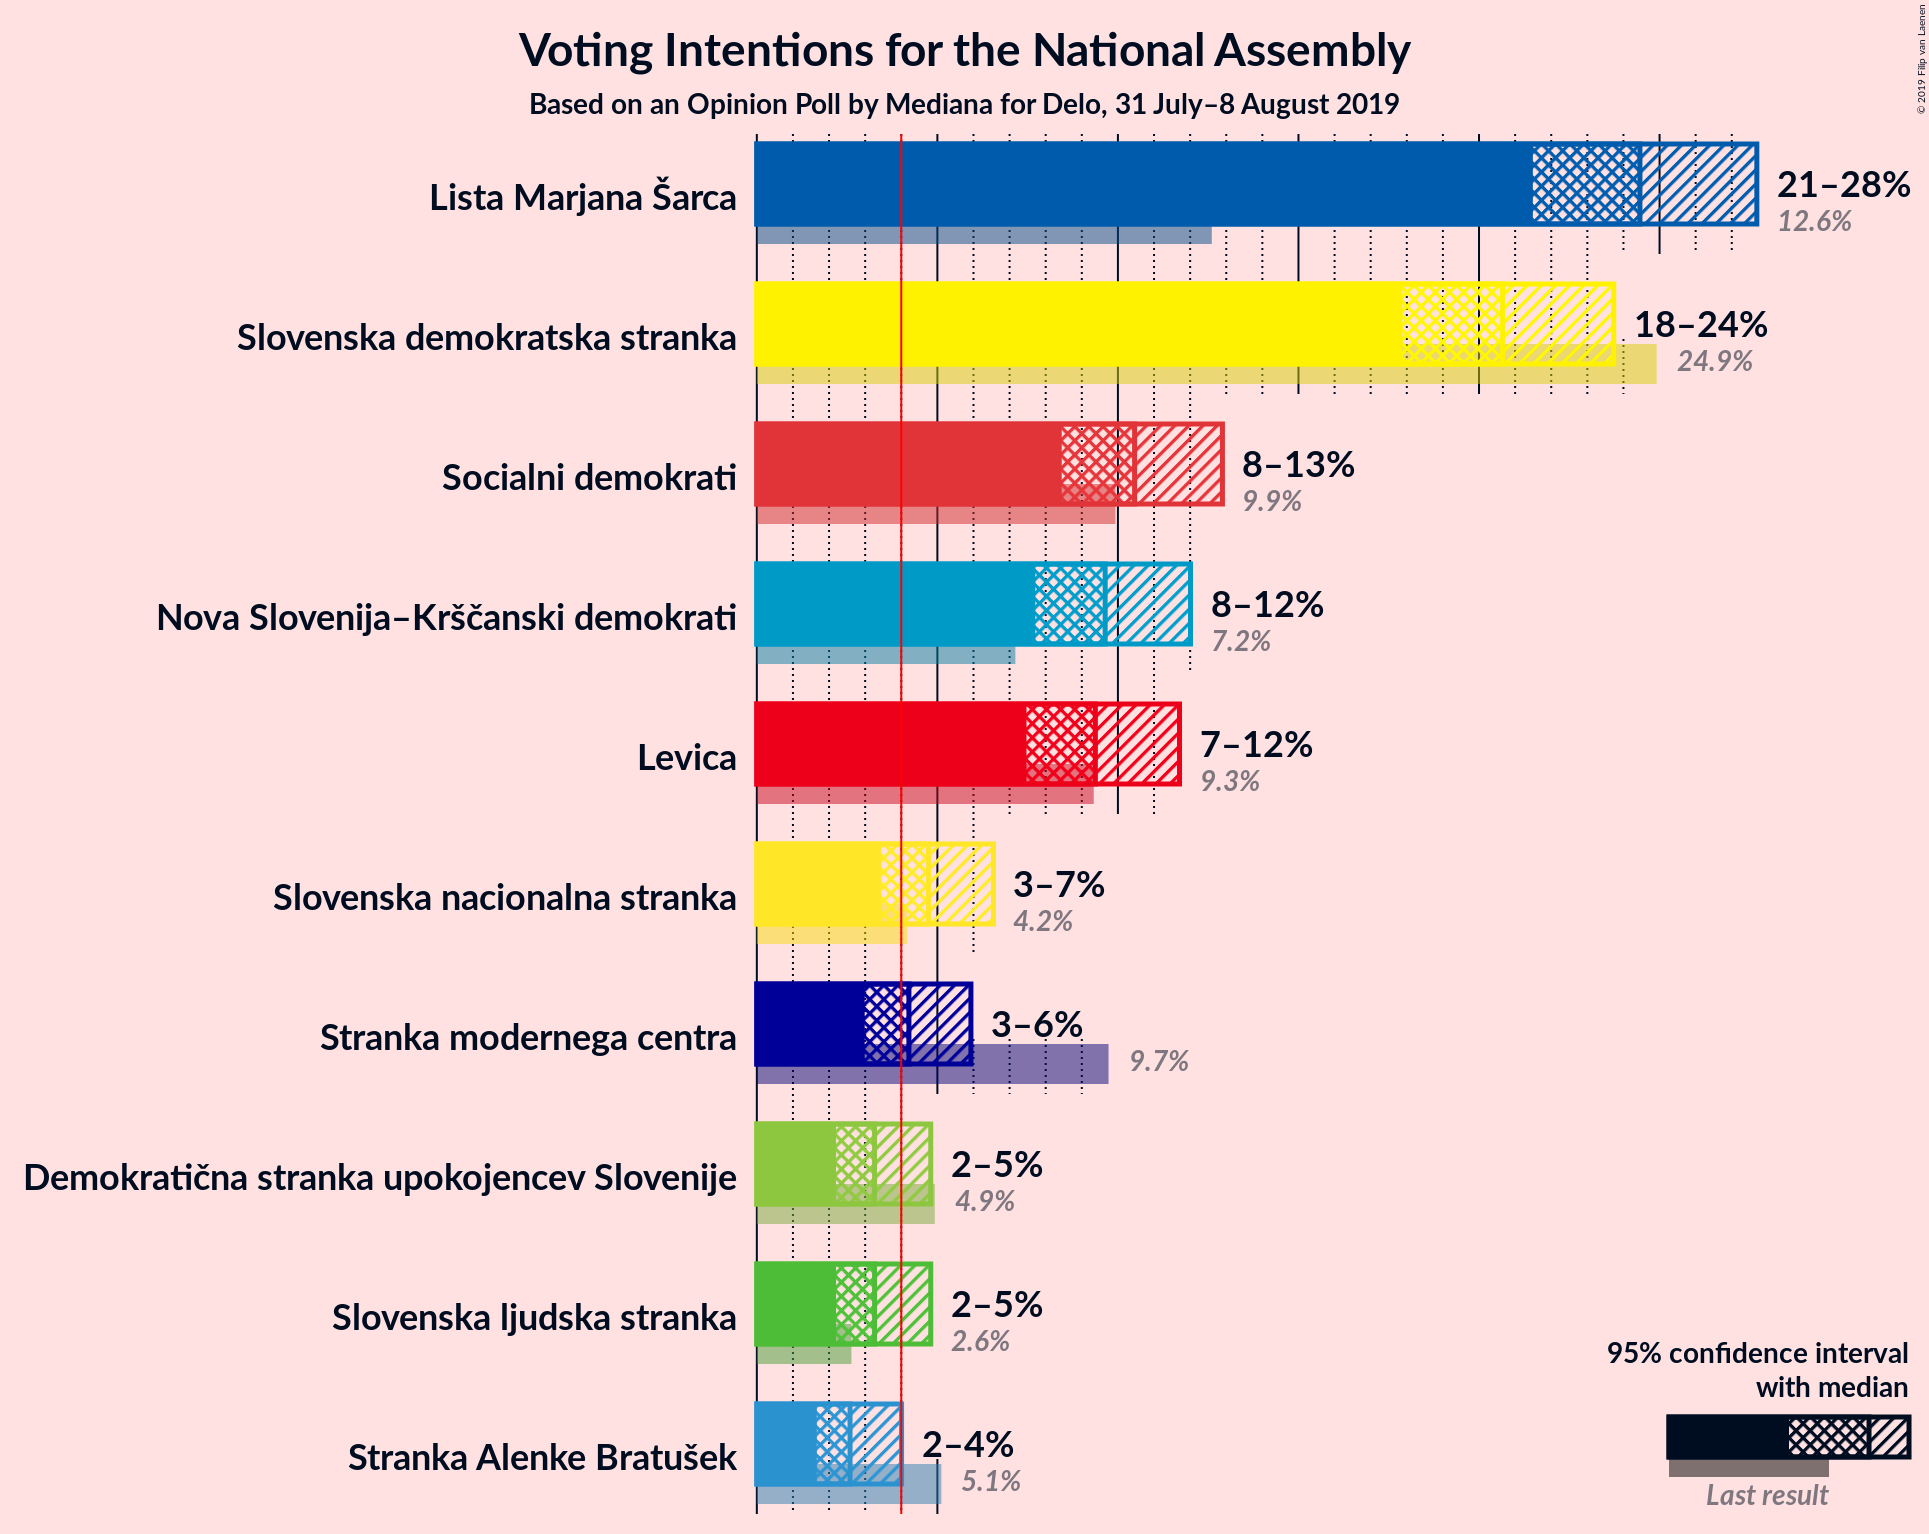 Voting Intentions for the National Assembly
Based on an Opinion Poll by Mediana for Delo, 31 July–8 August 2019
© 2019 Filip van Laenen
Lista Marjana Šarca
21–28%
12.6%
Slovenska demokratska stranka
18–24%
24.9%
Socialni demokrati
8–13%
9.9%
Nova Slovenija–Krščanski demokrati
8–12%
7.2%
Levica
7–12%
9.3%
Slovenska nacionalna stranka
3–7%
4.2%
Stranka modernega centra
3–6%
9.7%
Demokratična stranka upokojencev Slovenije
2–5%
4.9%
Slovenska ljudska stranka
2–5%
2.6%
Stranka Alenke Bratušek
2–4%
5.1%
95% confidence interval
with median
Last result